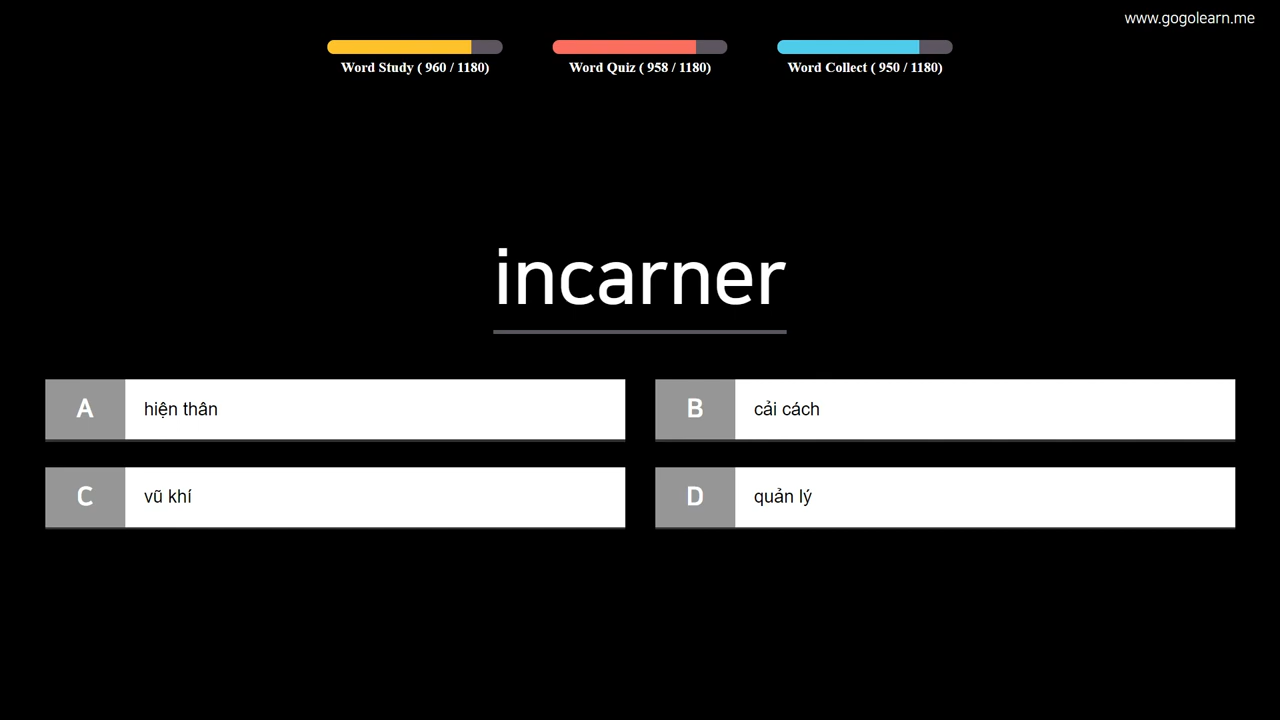 www.gogolearn.me
Word Study ( 960 / 1180)
Word Quiz ( 958 / 1180)
Word Collect ( 950 / 1180)
incarner
A hiện thân
B cải cách
C vũ khí
D quản lý